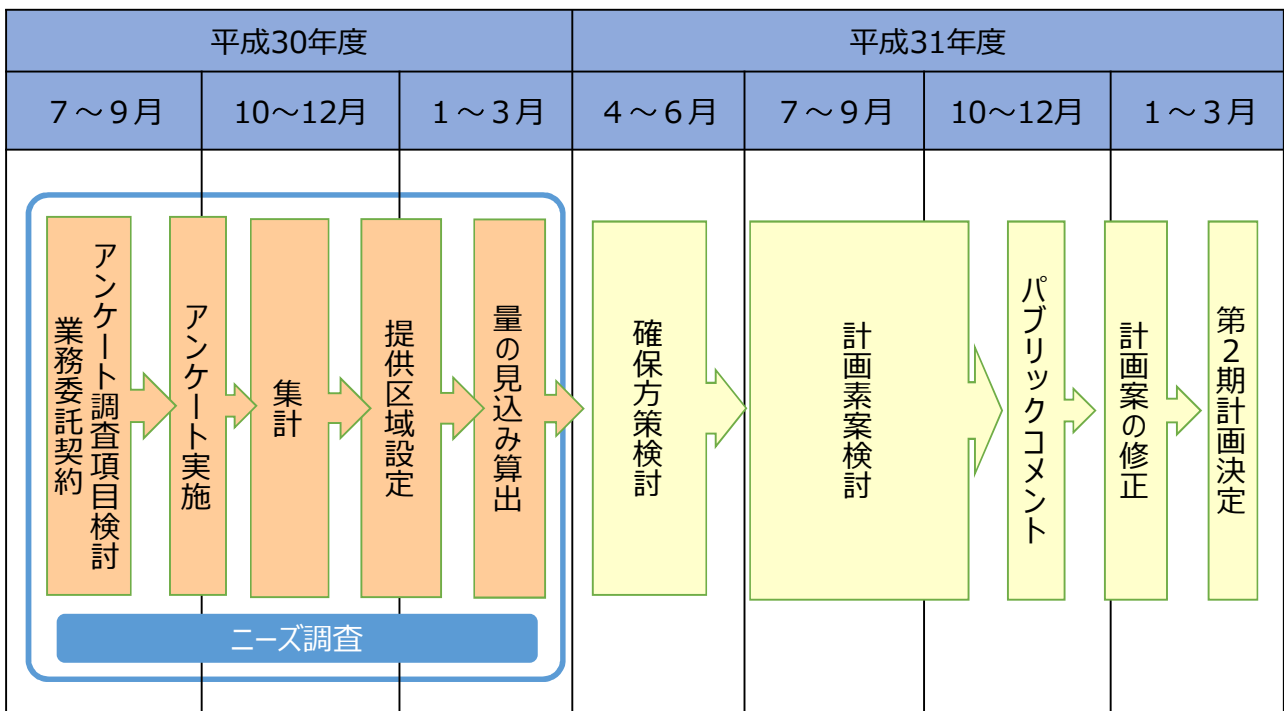 平成30年度
平成31年度
7～9月
10～12月
1～3月
4～6月
7～9月
10～12月
1～3月
アンケート調査項目検討
業務委託契約
アンケート実施
集計
提供区域設定
量の見込み算出
確保方策検討
計画素案検討
パブリックコメント
計画案の修正
第2期計画決定
ニーズ調査